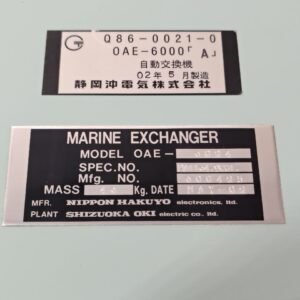 Q86-0021-0
OAE-6000「A」
自動交換機
02年5月製造
静岡沖電気株式会社
MARINE EXCHANGER
MODEL OAE-
SPEC.NO.
Mfg. NO.
MASS Kg. DATE MAY-02
MFR. NIPPON HAKUYO electronics. ltd.
PLANT SHIZUOKA OKI electric co. ltd.